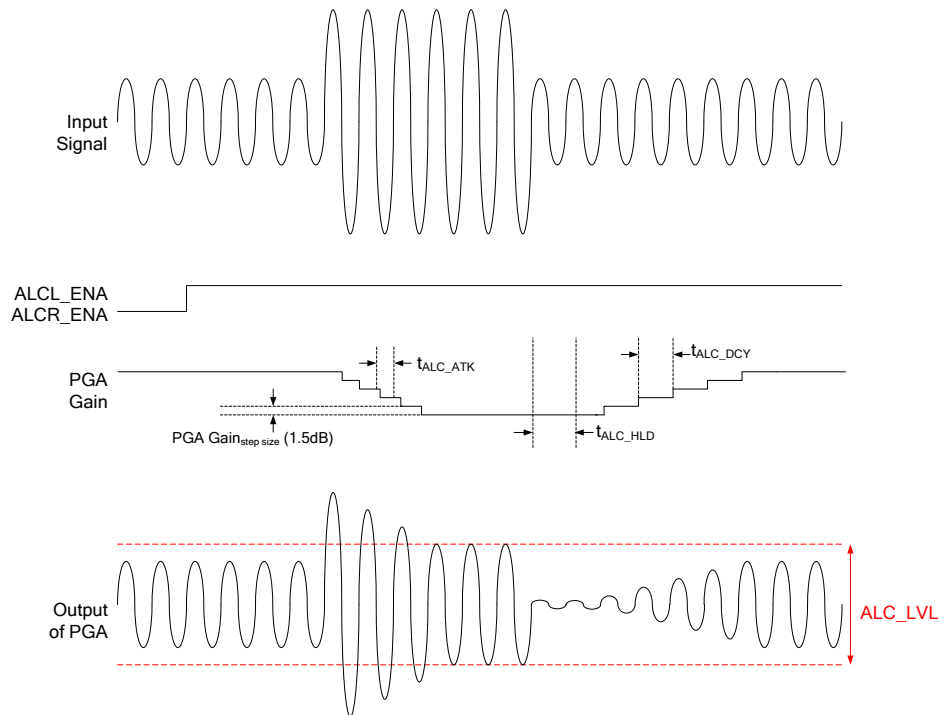 Input
Signal
ALCL_ENA
ALCR_ENA
tALC_ATK
tALC_DCY
PGA
Gain
PGA Gainstep size (1.5dB)
tALC_HLD
Output
of PGA
ALC_LVL